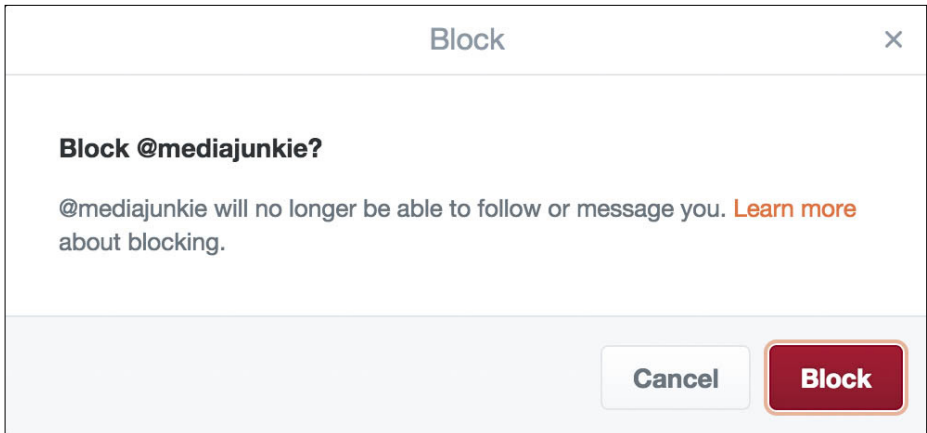 Block ×
Block @mediajunkie?
@mediajunkie will no longer be able to follow or message you. Learn more
about blocking.
Cancel Block